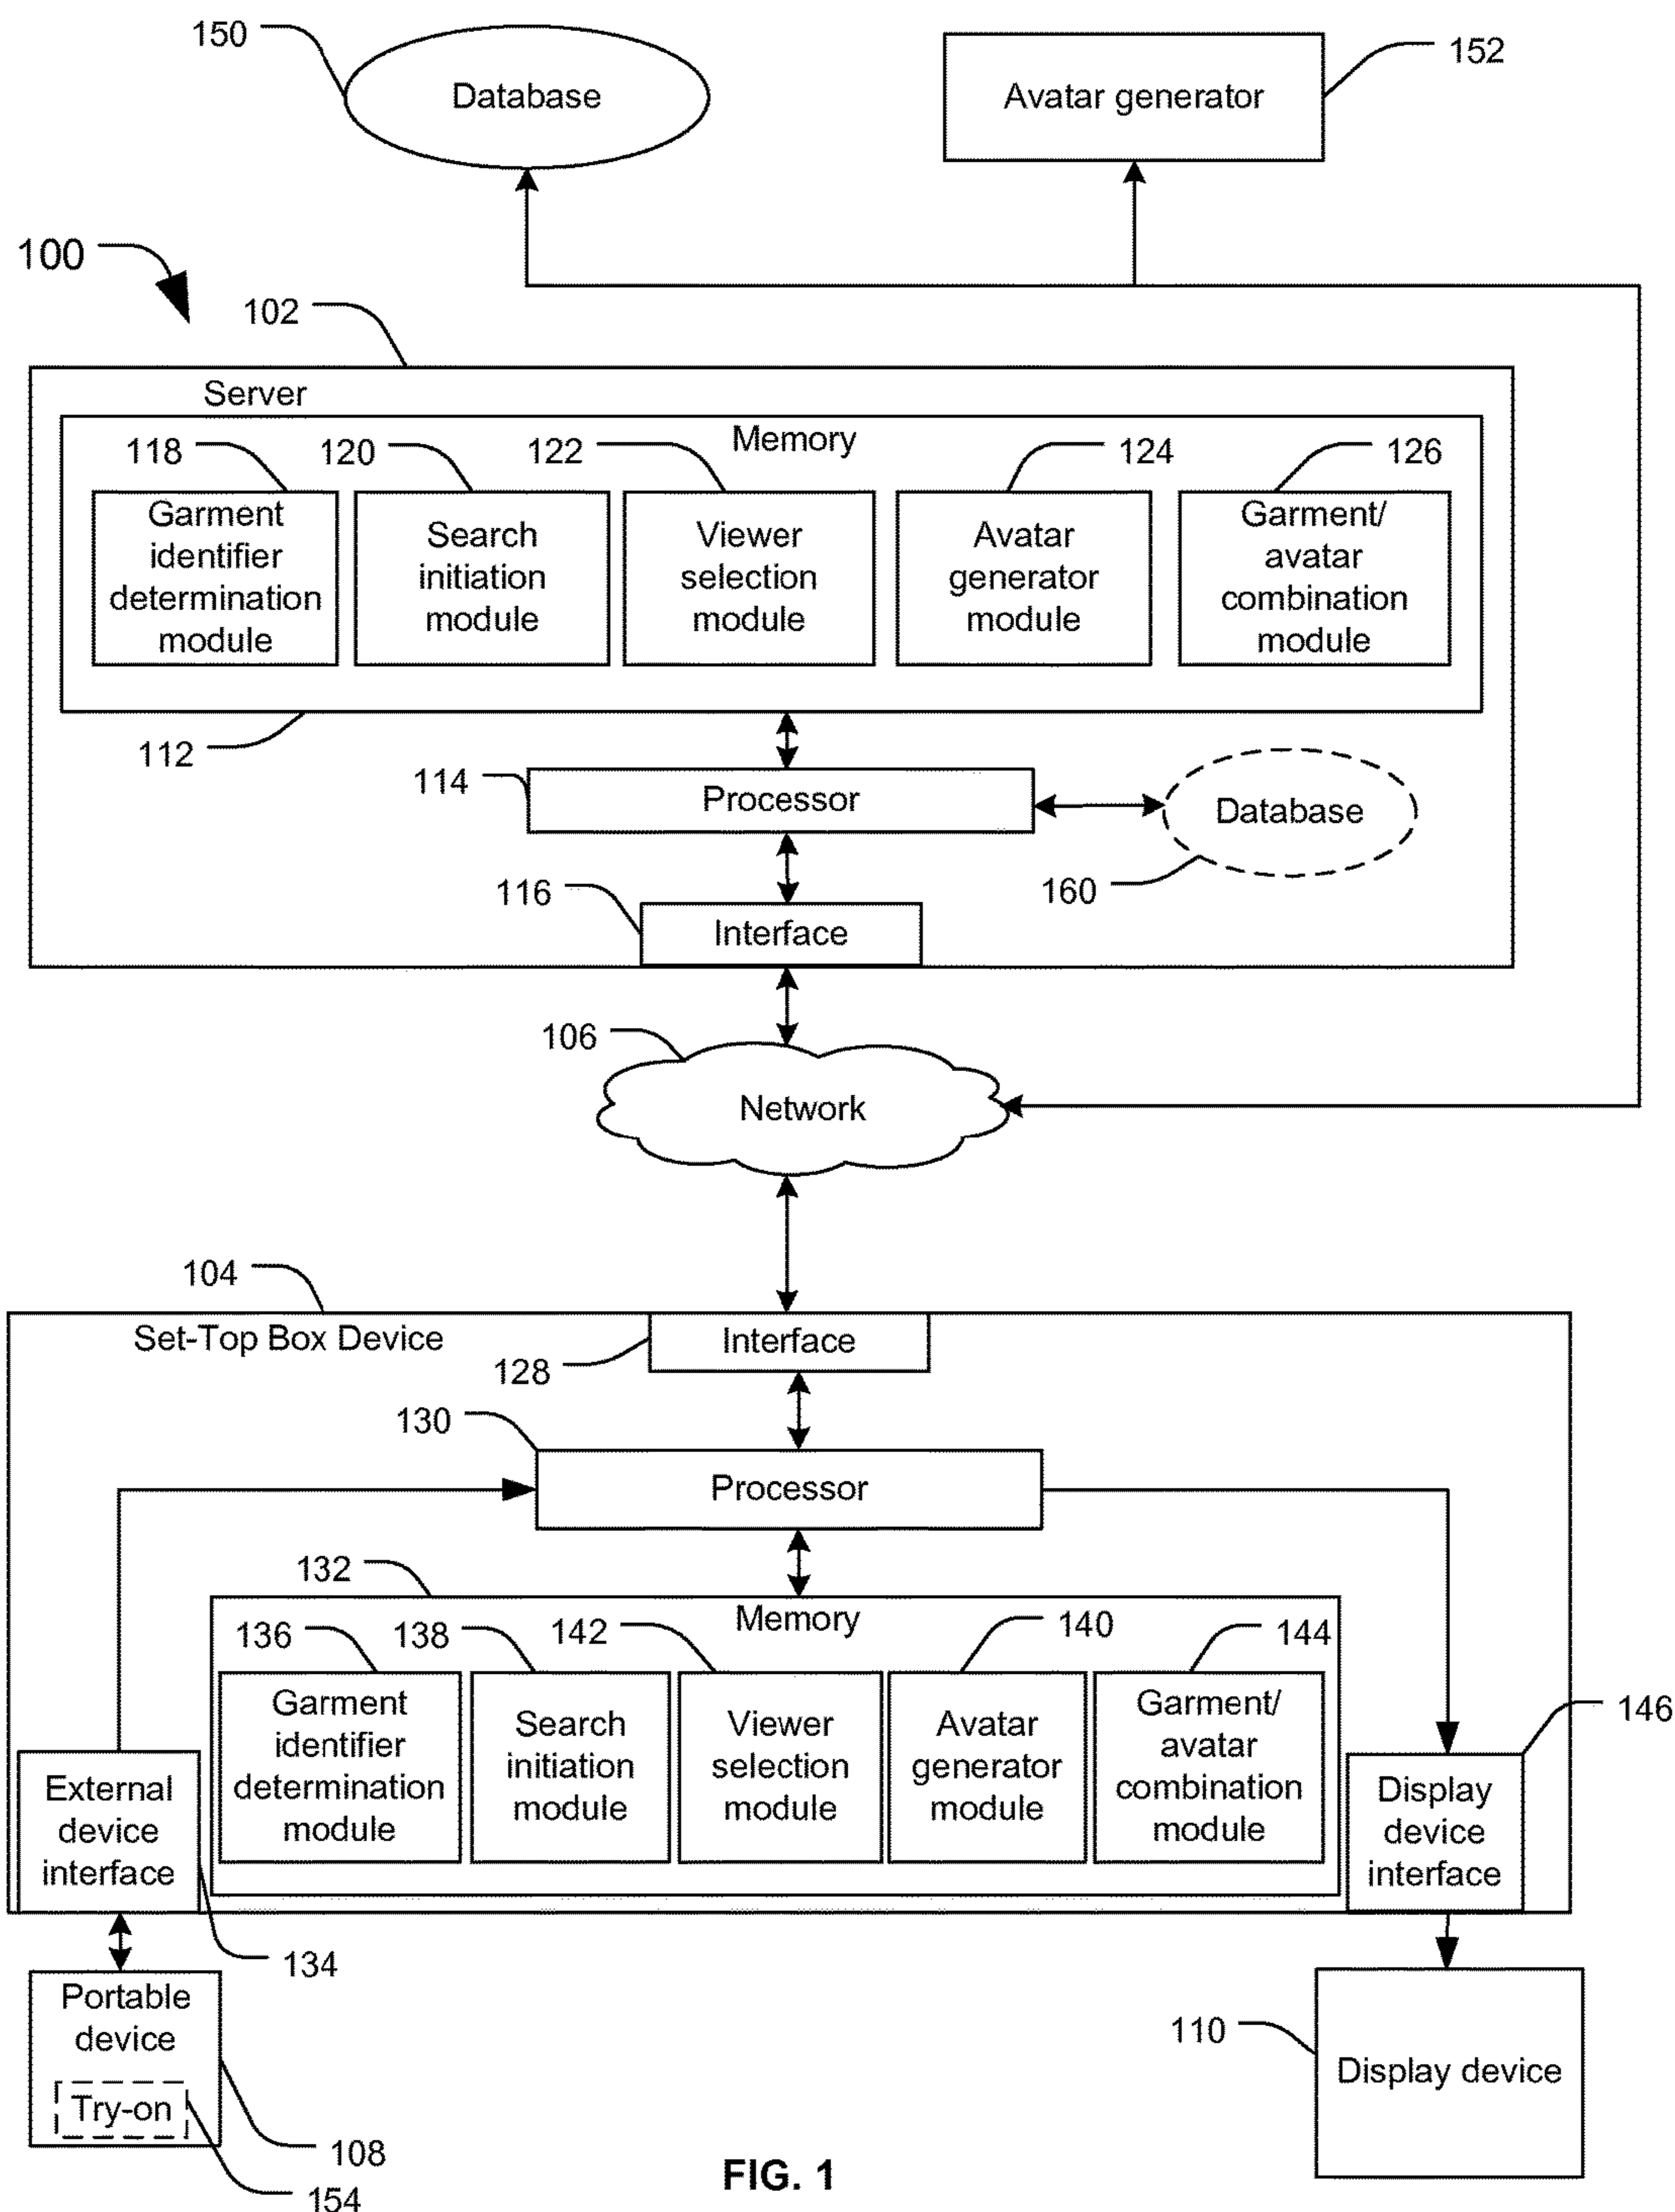 150
Database
Avatar generator
152
100
102
Server
Memory
118
120
122
124
126
Garment
identifier
determination
module
Search
initiation
module
Viewer
selection
module
Avatar
generator
module
Garment/
avatar
combination
module
112
114
Processor
Database
160
116
Interface
106
Network
104
Set-Top Box Device
Interface
128
130
Processor
132
Memory
136
138
142
140
144
Garment
identifier
determination
module
Search
initiation
module
Viewer
selection
module
Avatar
generator
module
Garment/
avatar
combination
module
146
External
device
interface
Display
device
interface
134
Portable
device
Try-on
108
154
110
Display device
FIG. 1